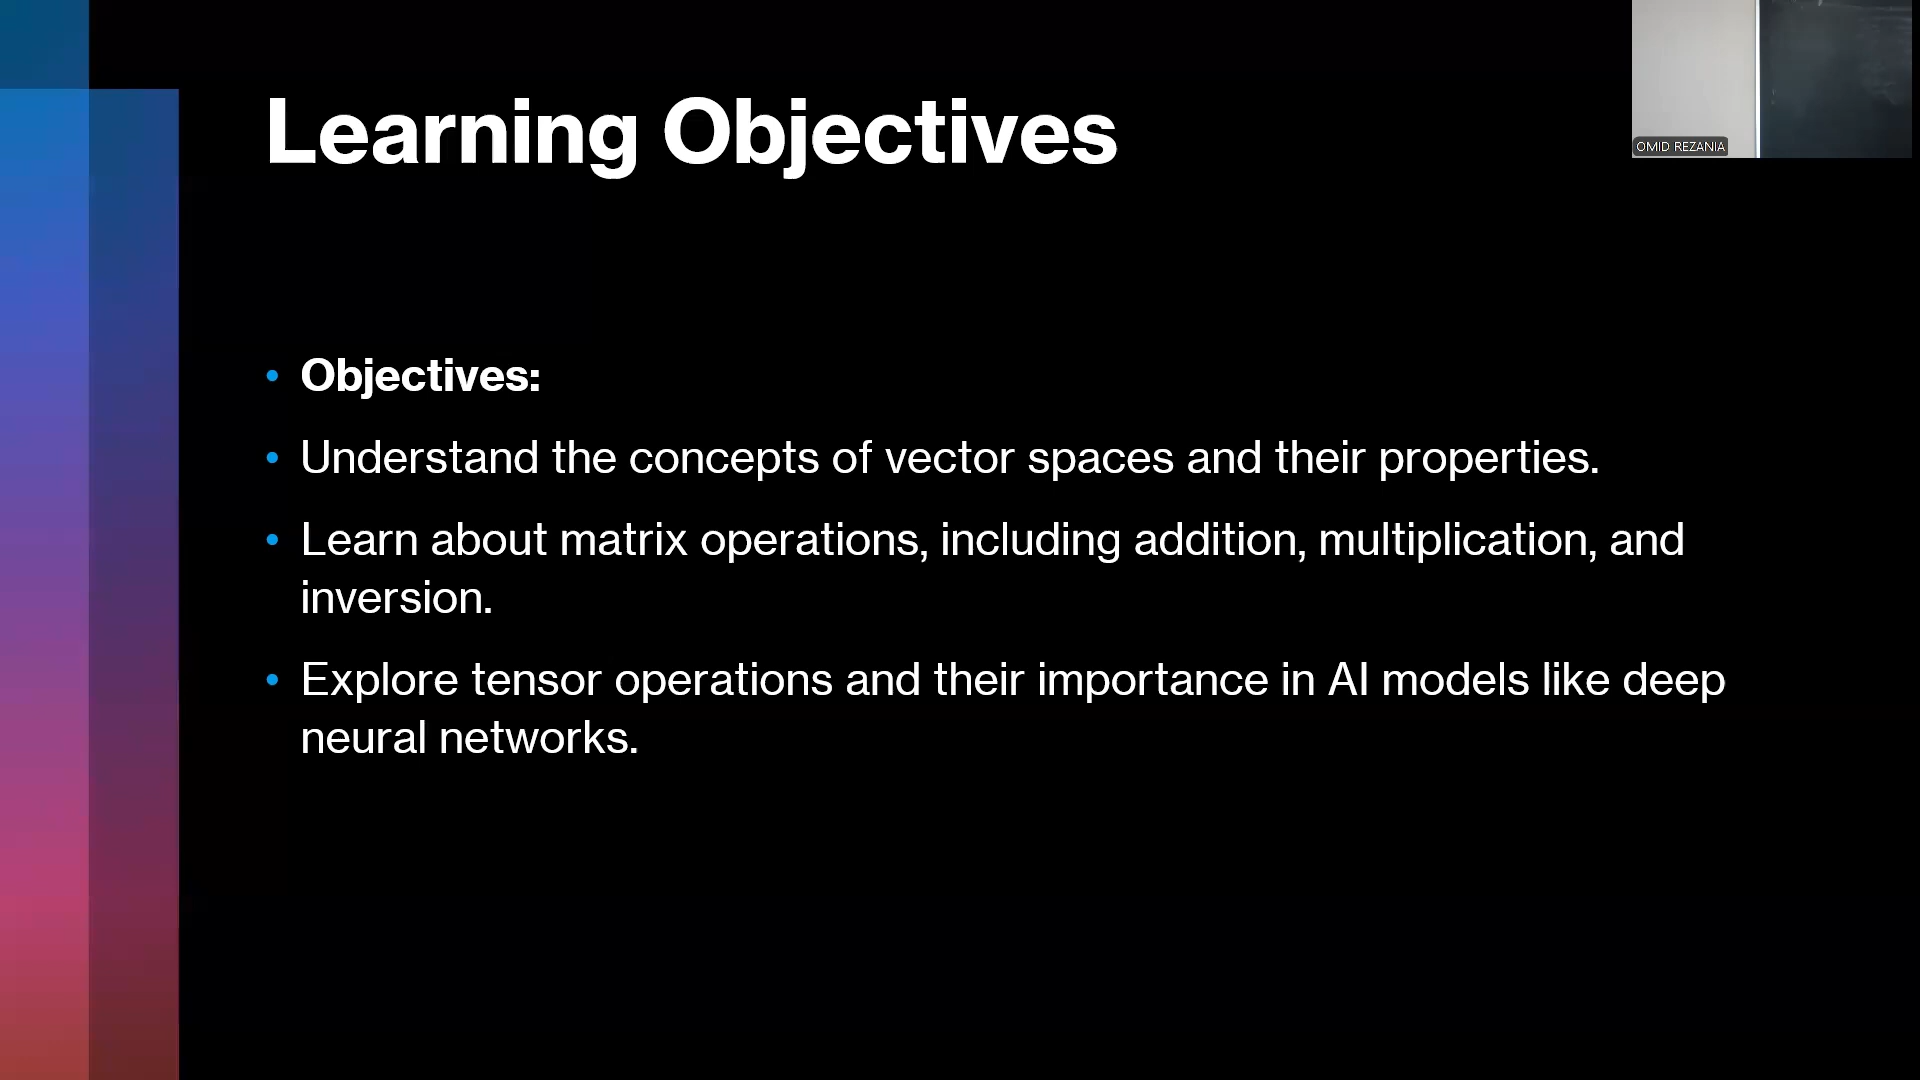 Learning Objectives
OMID REZANIA
• Objectives:
• Understand the concepts of vector spaces and their properties.
• Learn about matrix operations, including addition, multiplication, and
inversion.
• Explore tensor operations and their importance in AI models like deep
neural networks.